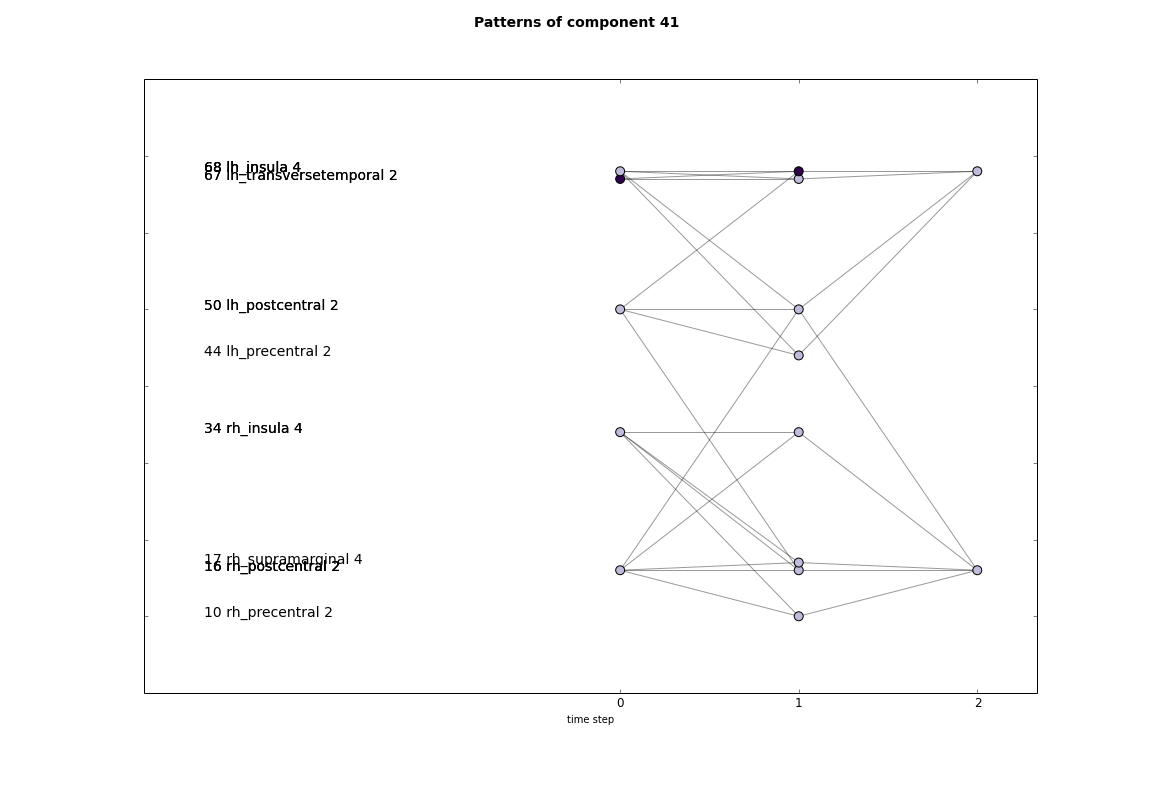 Patterns of component 41
68 lh_insula 4
67 lh_transversetemporal 2
50 lh_postcentral 2
44 lh_precentral 2
34 rh_insula 4
17 rh_supramarginal 4
16 rh_postcentral 2
10 rh_precentral 2
0 1 2
time step